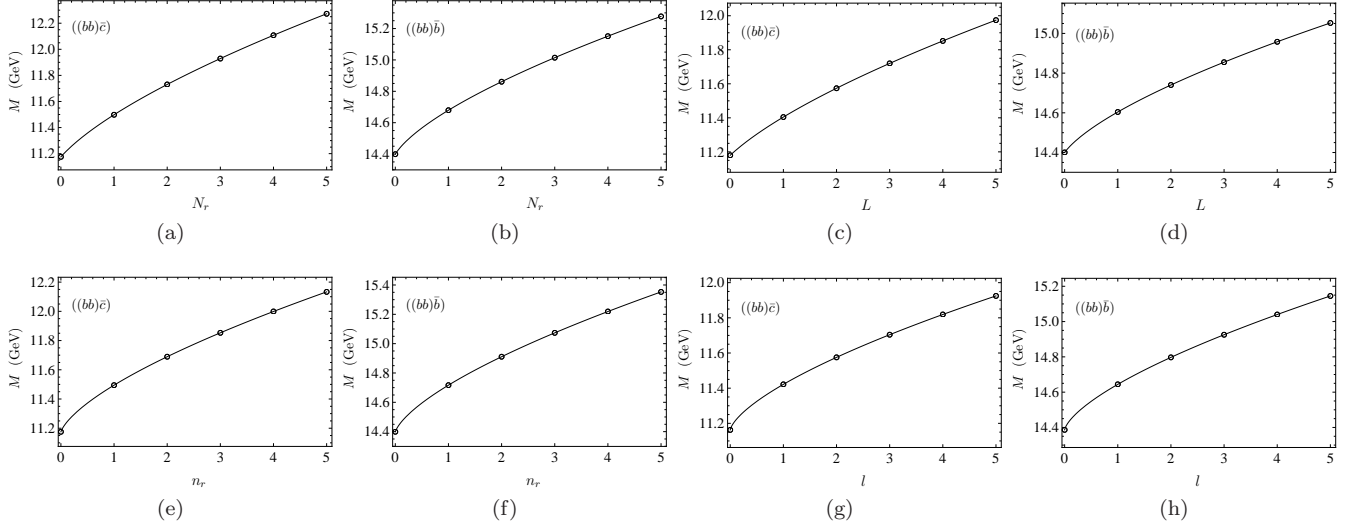 12.2
12.0
11.8
11.6
11.4
11.2
M (GeV)
((bb)c̄)
0 1 2 3 4 5
N_r
(a)
15.2
15.0
14.8
14.6
14.4
M (GeV)
((bb)b̄)
0 1 2 3 4 5
N_r
(b)
12.0
11.8
11.6
11.4
11.2
M (GeV)
((bb)c̄)
0 1 2 3 4 5
L
(c)
15.0
14.8
14.6
14.4
M (GeV)
((bb)b̄)
0 1 2 3 4 5
L
(d)
12.2
12.0
11.8
11.6
11.4
11.2
M (GeV)
((bb)c̄)
0 1 2 3 4 5
n_r
(e)
15.4
15.2
15.0
14.8
14.6
14.4
M (GeV)
((bb)b̄)
0 1 2 3 4 5
n_r
(f)
12.0
11.8
11.6
11.4
11.2
M (GeV)
((bb)c̄)
0 1 2 3 4 5
l
(g)
15.2
15.0
14.8
14.6
14.4
M (GeV)
((bb)b̄)
0 1 2 3 4 5
l
(h)